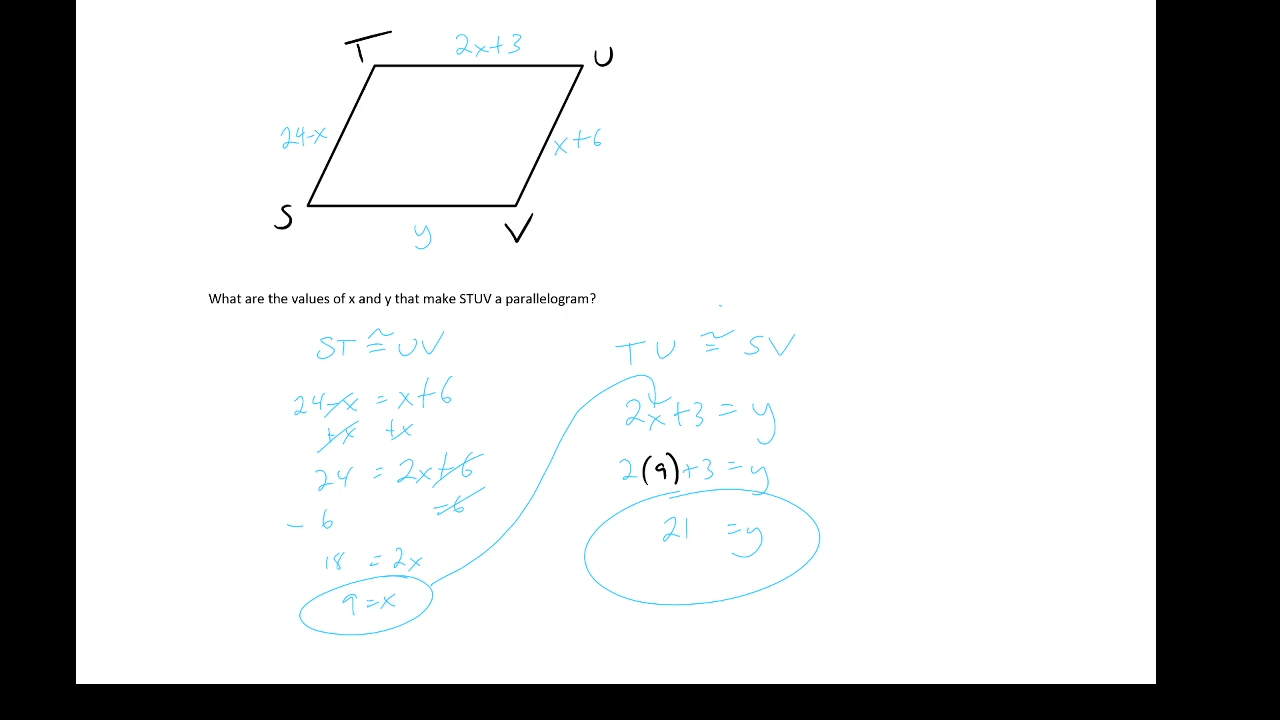 T 2x+3 U
24-x x+6
S y V
What are the values of x and y that make STUV a parallelogram?
ST ≅ UV
24-x = x+6
+x +x
24 = 2x+6
- 6 -6
18 = 2x
9 = x
TU ≅ SV
2x+3 = y
2(9)+3 = y
21 = y